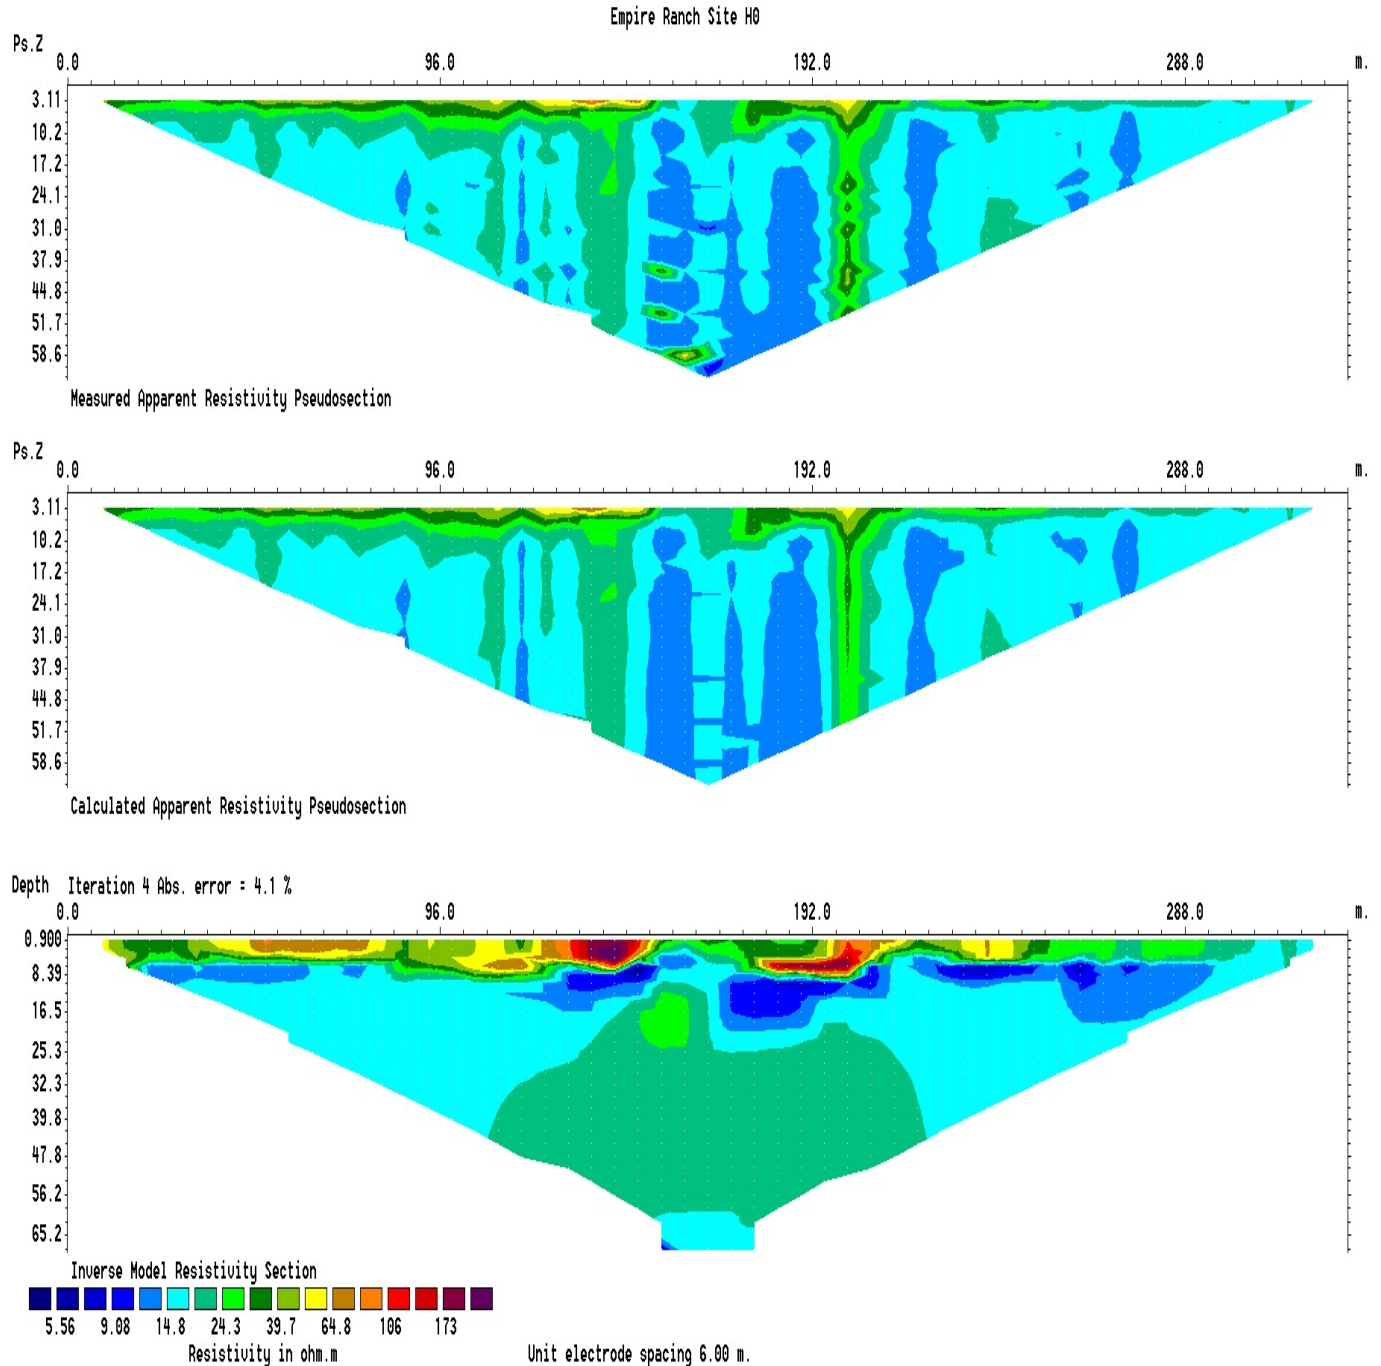 Empire Ranch Site H0
Ps.Z
0.0 96.0 192.0 288.0 m.
3.11
10.2
17.2
24.1
31.0
37.9
44.8
51.7
58.6
Measured Apparent Resistivity Pseudosection
Ps.Z
0.0 96.0 192.0 288.0 m.
3.11
10.2
17.2
24.1
31.0
37.9
44.8
51.7
58.6
Calculated Apparent Resistivity Pseudosection
Depth Iteration 4 Abs. error = 4.1 %
0.0 96.0 192.0 288.0 m.
0.900
8.39
16.5
25.3
32.3
39.8
47.8
56.2
65.2
Inverse Model Resistivity Section
5.56 9.08 14.8 24.3 39.7 64.8 106 173
Resistivity in ohm.m Unit electrode spacing 6.00 m.